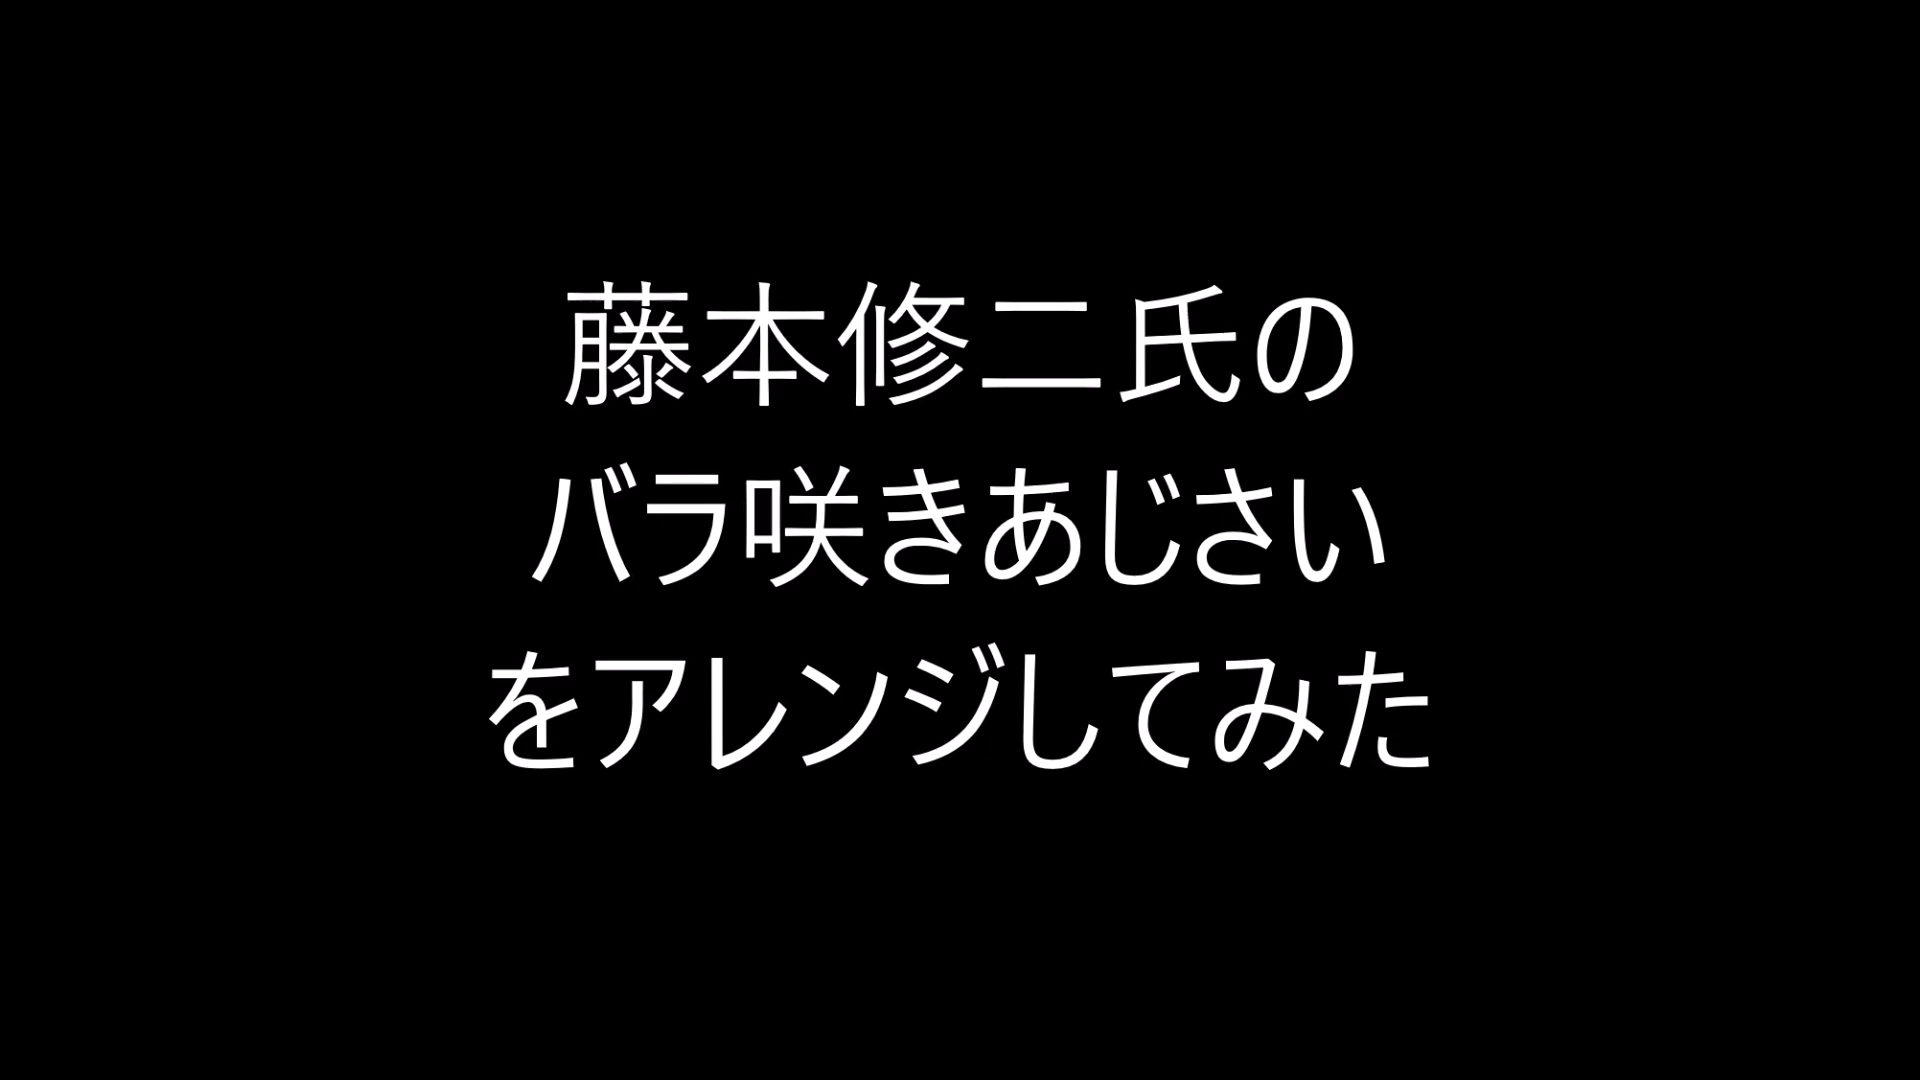 藤本修二氏の
バラ咲きあじさい
をアレンジしてみた